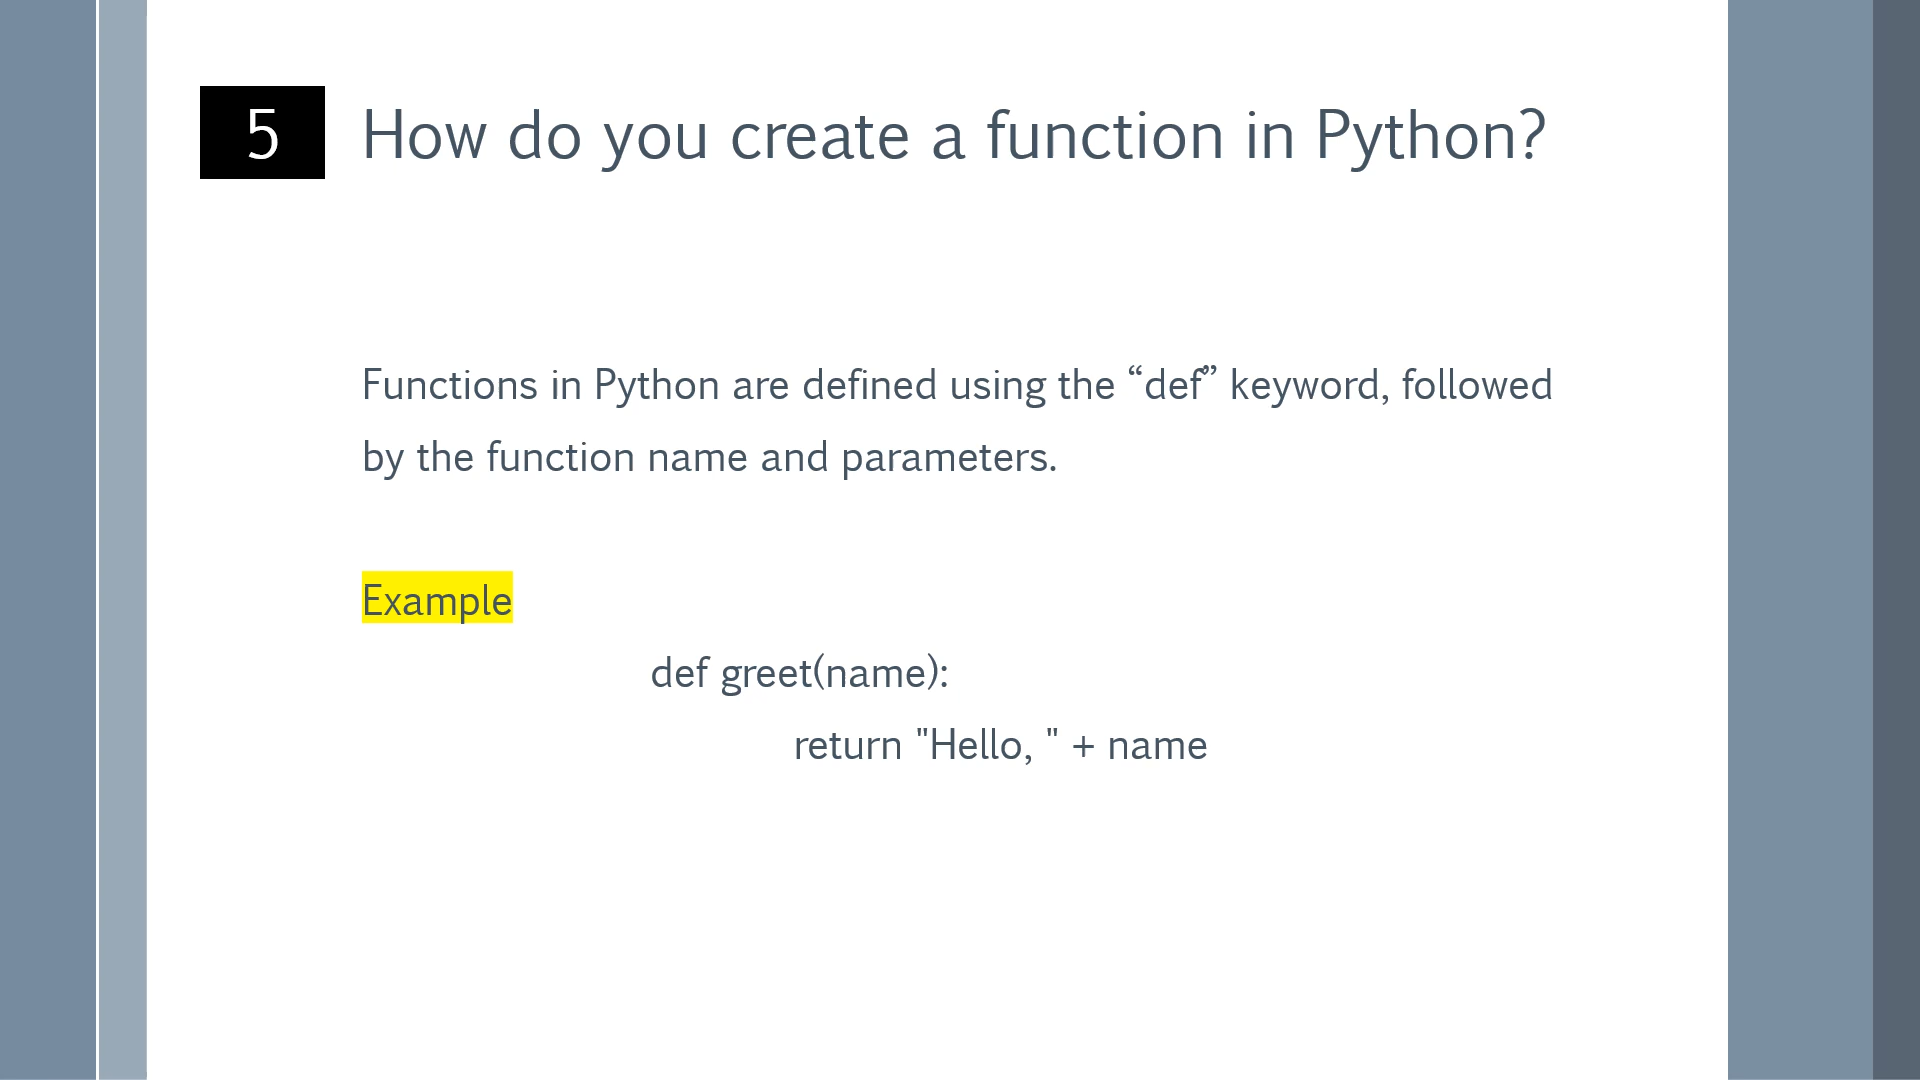 5 How do you create a function in Python?
Functions in Python are defined using the “def” keyword, followed
by the function name and parameters.
Example
def greet(name):
return "Hello, " + name